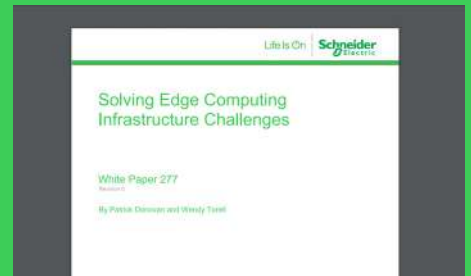 Life Is On Schneider
Electric
Solving Edge Computing
Infrastructure Challenges
White Paper 277
By Patrick Donovan and Wendy Torell